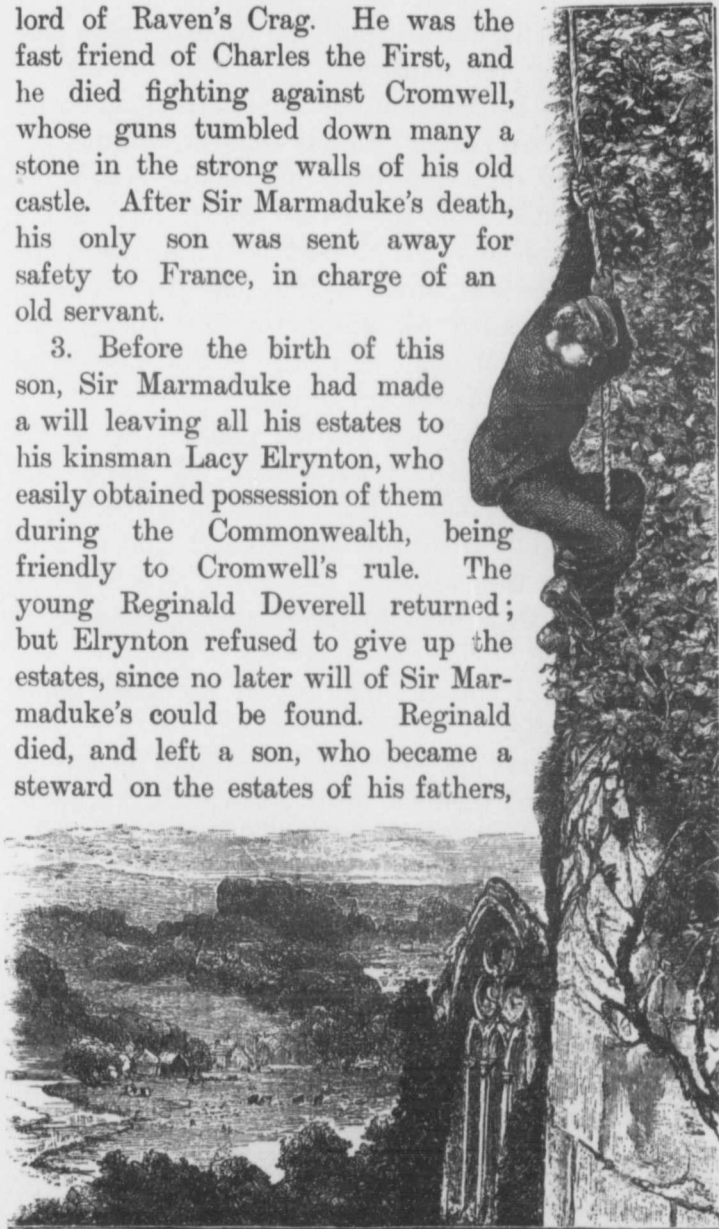 lord of Raven's Crag. He was the
fast friend of Charles the First, and
he died fighting against Cromwell,
whose guns tumbled down many a
stone in the strong walls of his old
castle. After Sir Marmaduke's death,
his only son was sent away for
safety to France, in charge of an
old servant.
3. Before the birth of this
son, Sir Marmaduke had made
a will leaving all his estates to
his kinsman Lacy Elrynton, who
easily obtained possession of them
during the Commonwealth, being
friendly to Cromwell's rule. The
young Reginald Deverell returned;
but Elrynton refused to give up the
estates, since no later will of Sir Mar-
maduke's could be found. Reginald
died, and left a son, who became a
steward on the estates of his fathers,